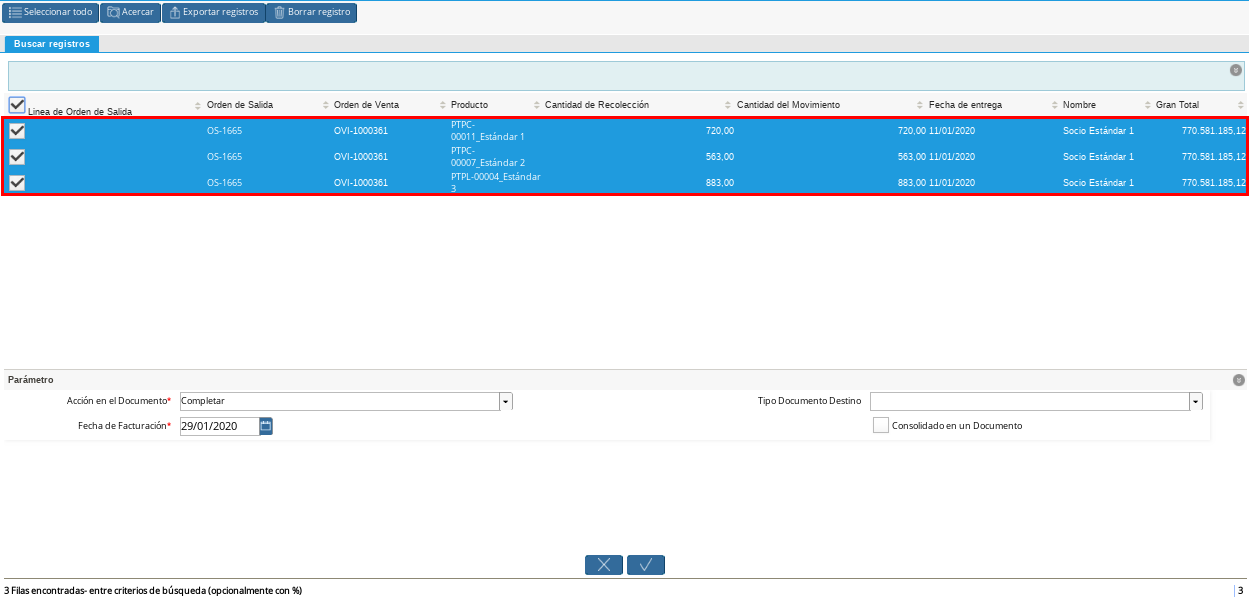 Seleccionar todo Acercar Exportar registros Borrar registro
Buscar registros
Linea de Orden de Salida Orden de Salida Orden de Venta Producto Cantidad de Recolección Cantidad del Movimiento Fecha de entrega Nombre Gran Total
OS-1665 OVI-1000361 PTPC-00011_Estándar 1 720,00 720,00 11/01/2020 Socio Estándar 1 770.581.185,12
OS-1665 OVI-1000361 PTPC-00007_Estándar 2 563,00 563,00 11/01/2020 Socio Estándar 1 770.581.185,12
OS-1665 OVI-1000361 PTPL-00004_Estándar 3 883,00 883,00 11/01/2020 Socio Estándar 1 770.581.185,12
Parámetro
Acción en el Documento* Completar Tipo Documento Destino
Fecha de Facturación* 29/01/2020 Consolidado en un Documento
3 Filas encontradas- entre criterios de búsqueda (opcionalmente con %) 3